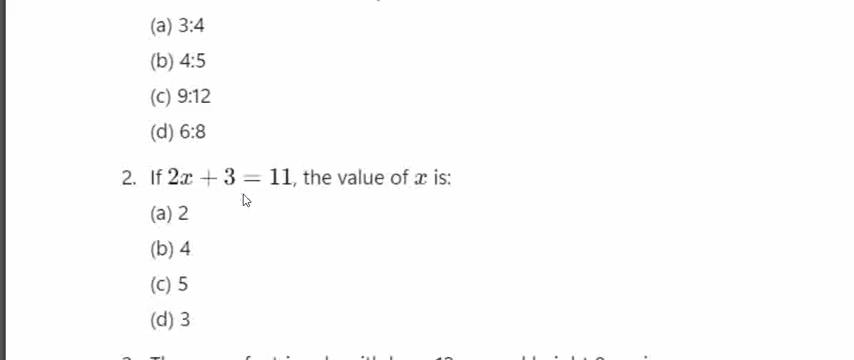 (a) 3:4
(b) 4:5
(c) 9:12
(d) 6:8
2. If 2x + 3 = 11, the value of x is:
(a) 2
(b) 4
(c) 5
(d) 3